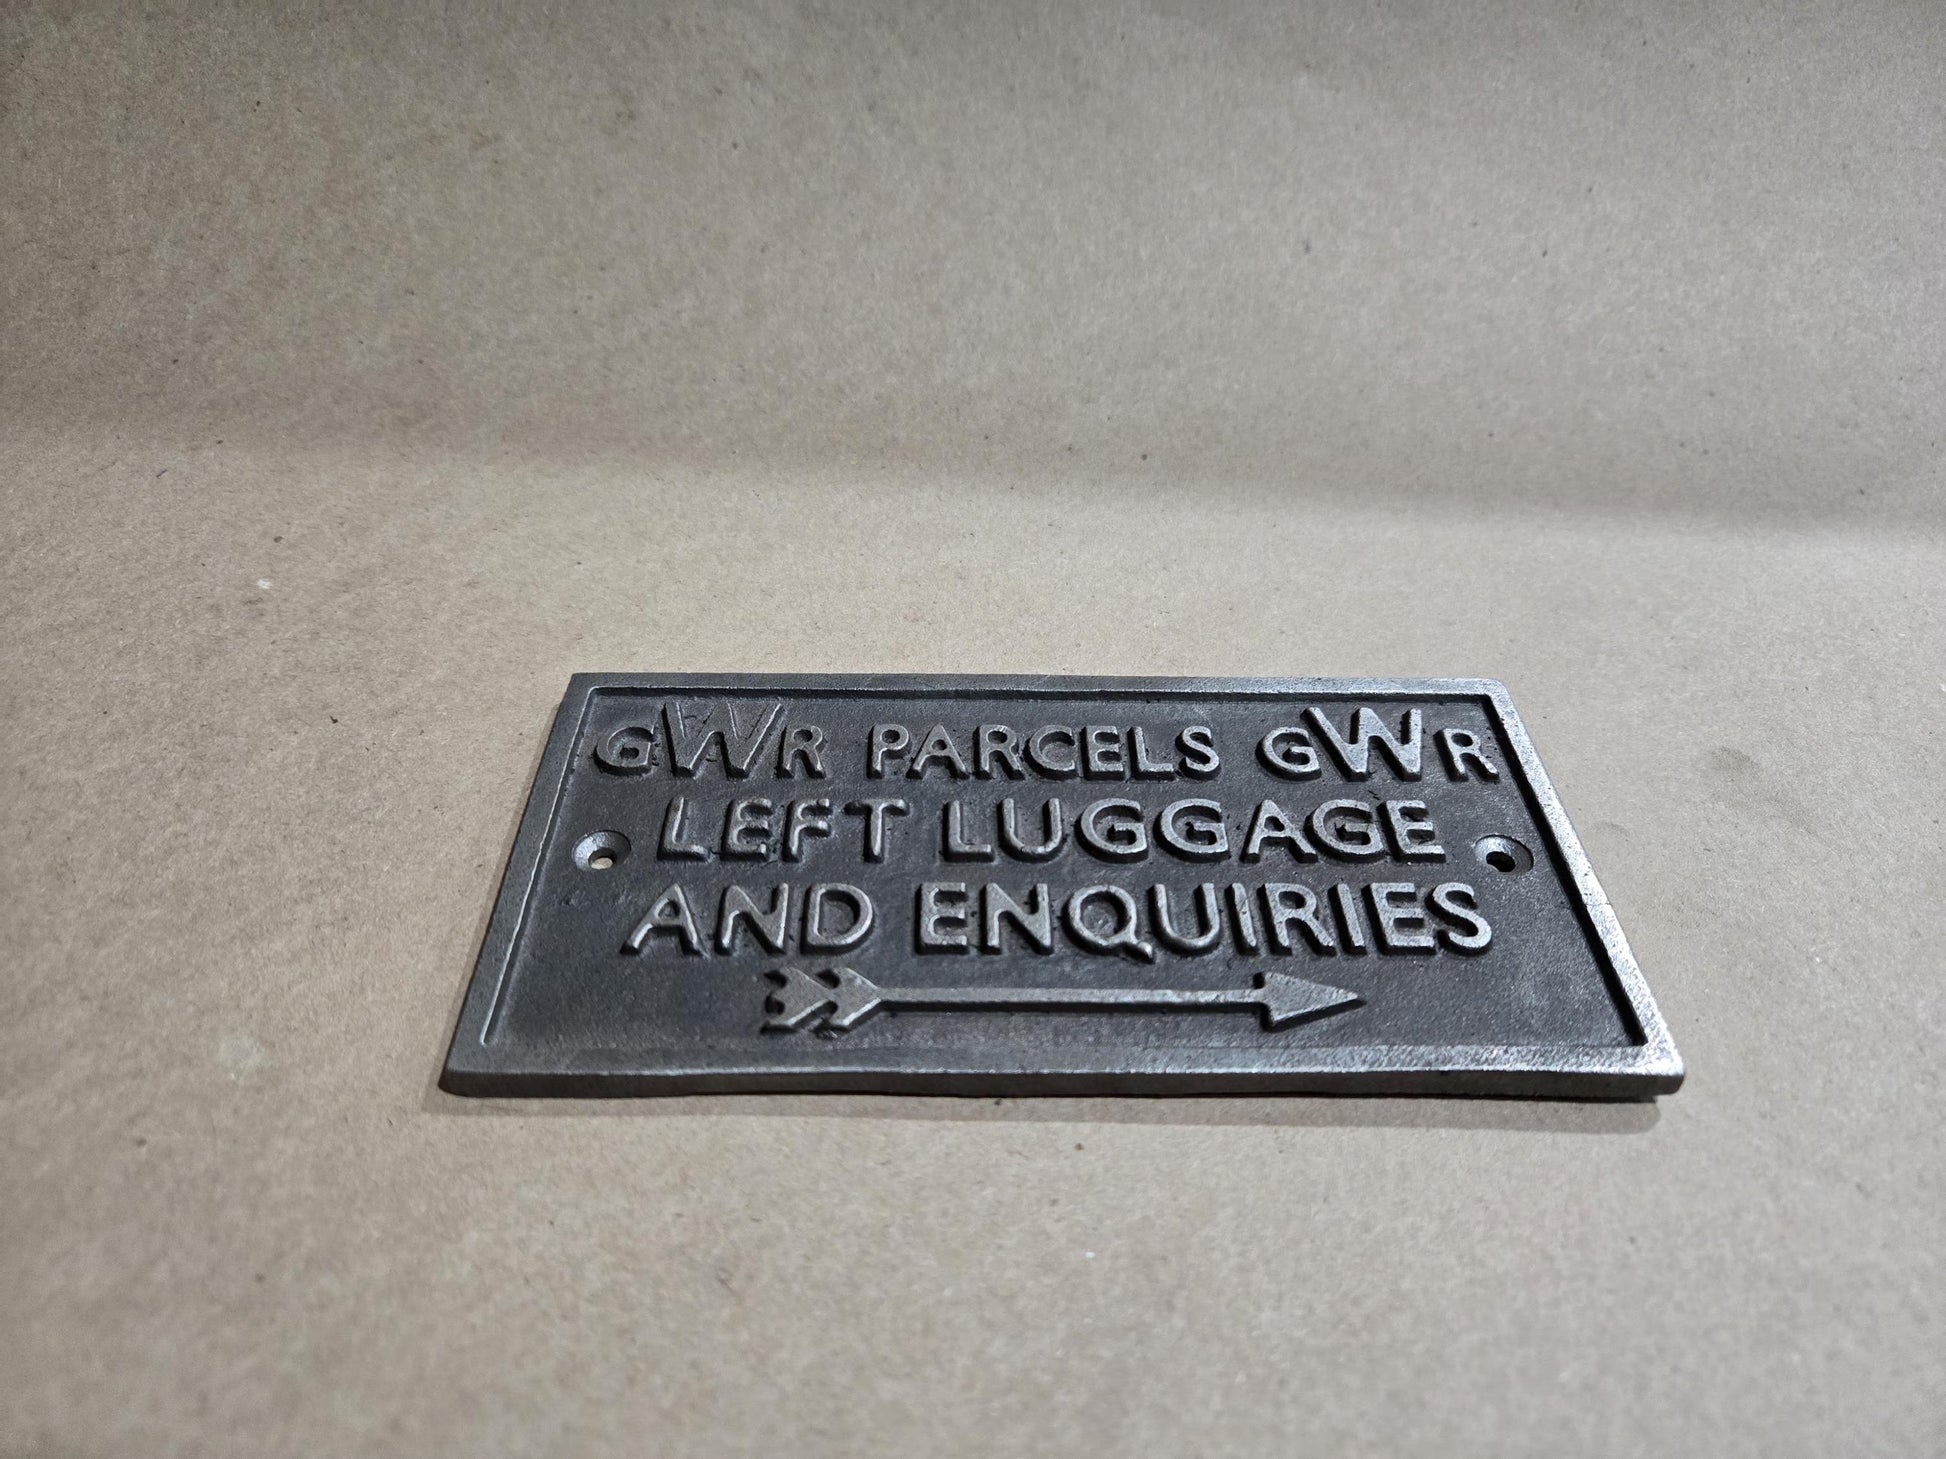 GWR PARCELS GWR
LEFT LUGGAGE
AND ENQUIRIES